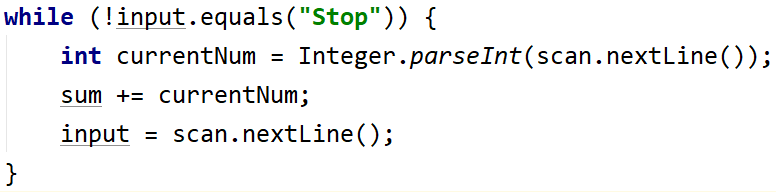 while (!input.equals("Stop")) {
    int currentNum = Integer.parseInt(scan.nextLine());
    sum += currentNum;
    input = scan.nextLine();
}